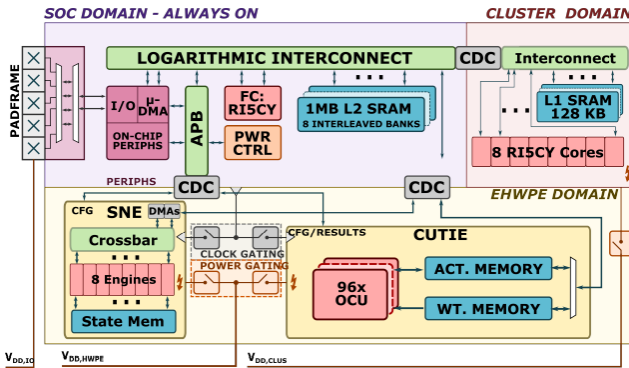 SOC DOMAIN - ALWAYS ON
CLUSTER DOMAIN
PADFRAME
LOGARITHMIC INTERCONNECT
CDC
Interconnect
I/O
μ-DMA
ON-CHIP PERIPHS
APB
FC: RI5CY
PWR CTRL
1MB L2 SRAM
8 INTERLEAVED BANKS
L1 SRAM
128 KB
8 RI5CY Cores
PERIPHS
CDC
CDC
EHWPE DOMAIN
CFG
SNE
DMAs
Crossbar
8 Engines
State Mem
CLOCK GATING
POWER GATING
CFG/RESULTS
CUTIE
96x
OCU
ACT. MEMORY
WT. MEMORY
VDD,IO
VDD,HWPE
VDD,CLUS